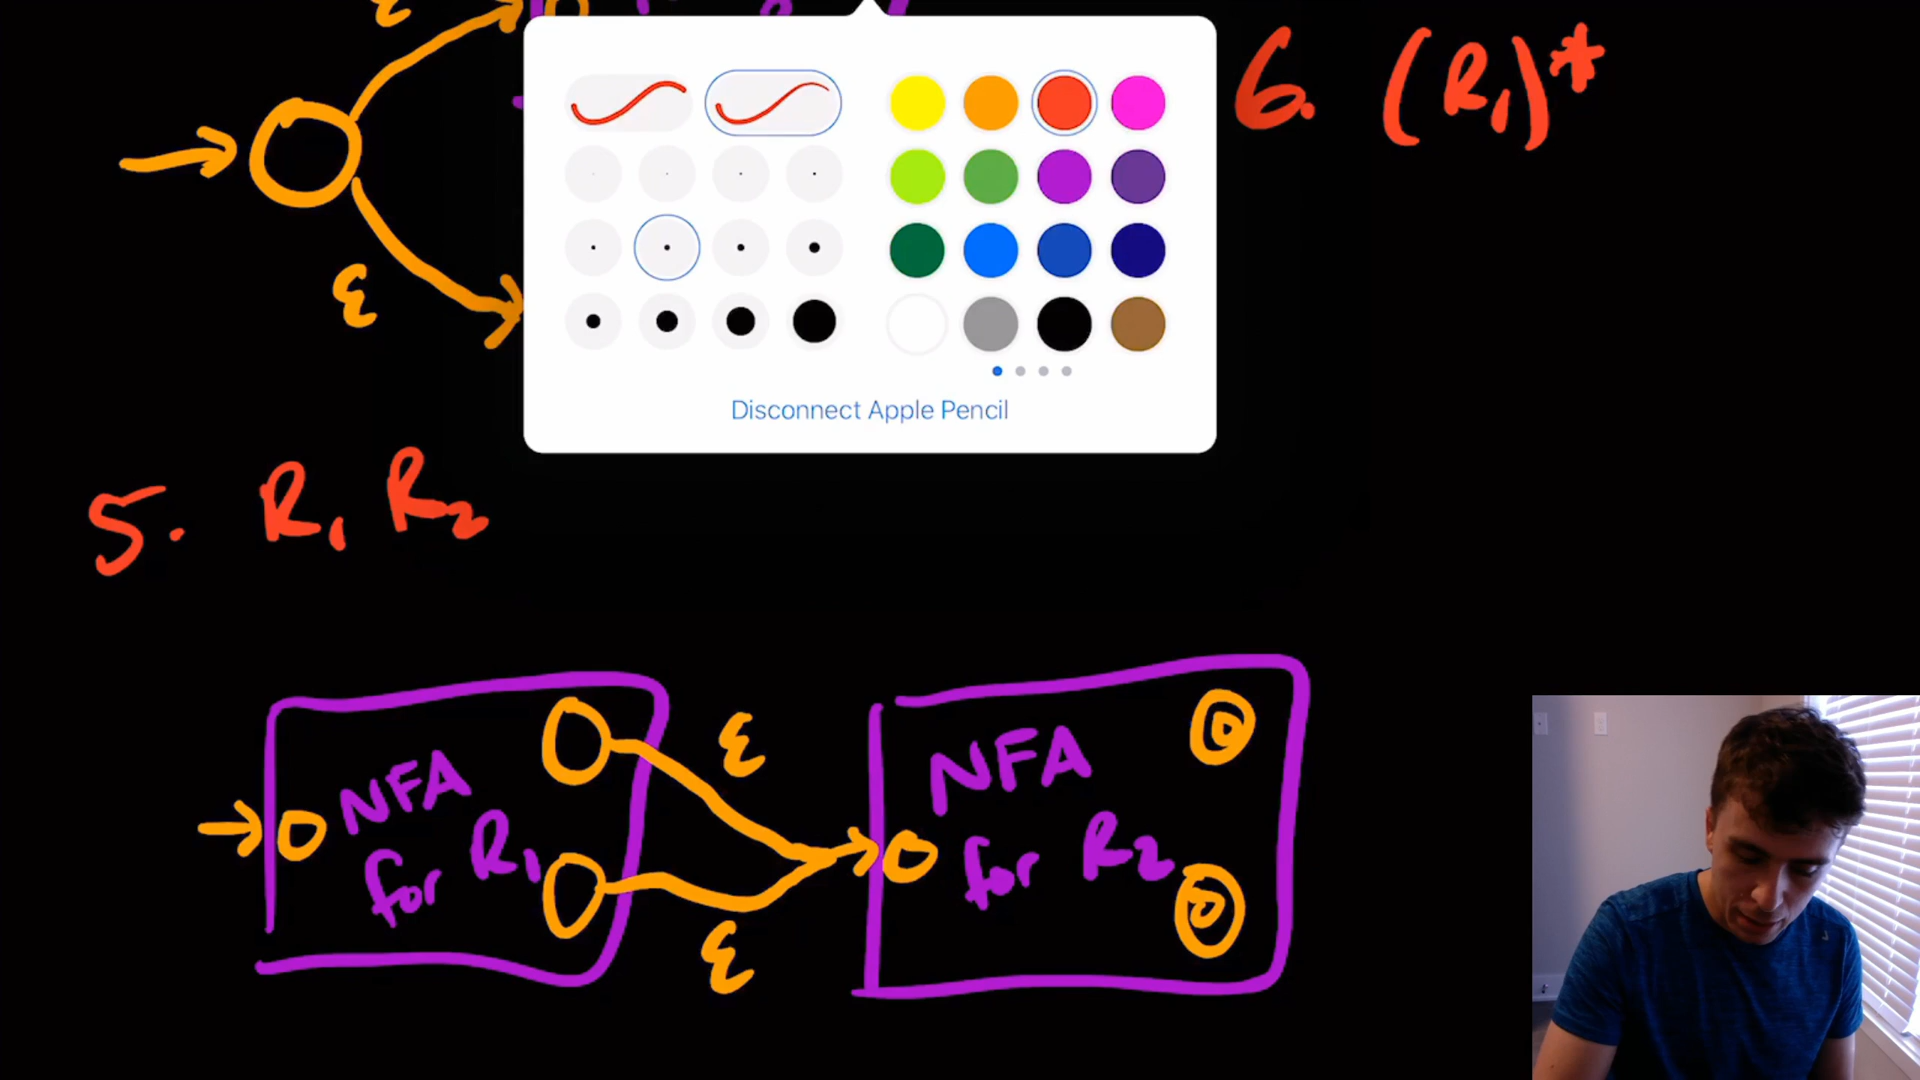 ε
6. (R₁)*
ε
Disconnect Apple Pencil
5. R₁ R₂
NFA
for R₁
ε
ε
NFA
for R₂